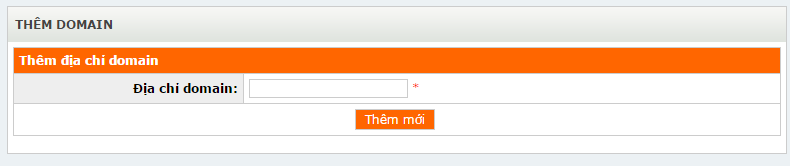 THÊM DOMAIN
Thêm địa chỉ domain
Địa chỉ domain: *
Thêm mới